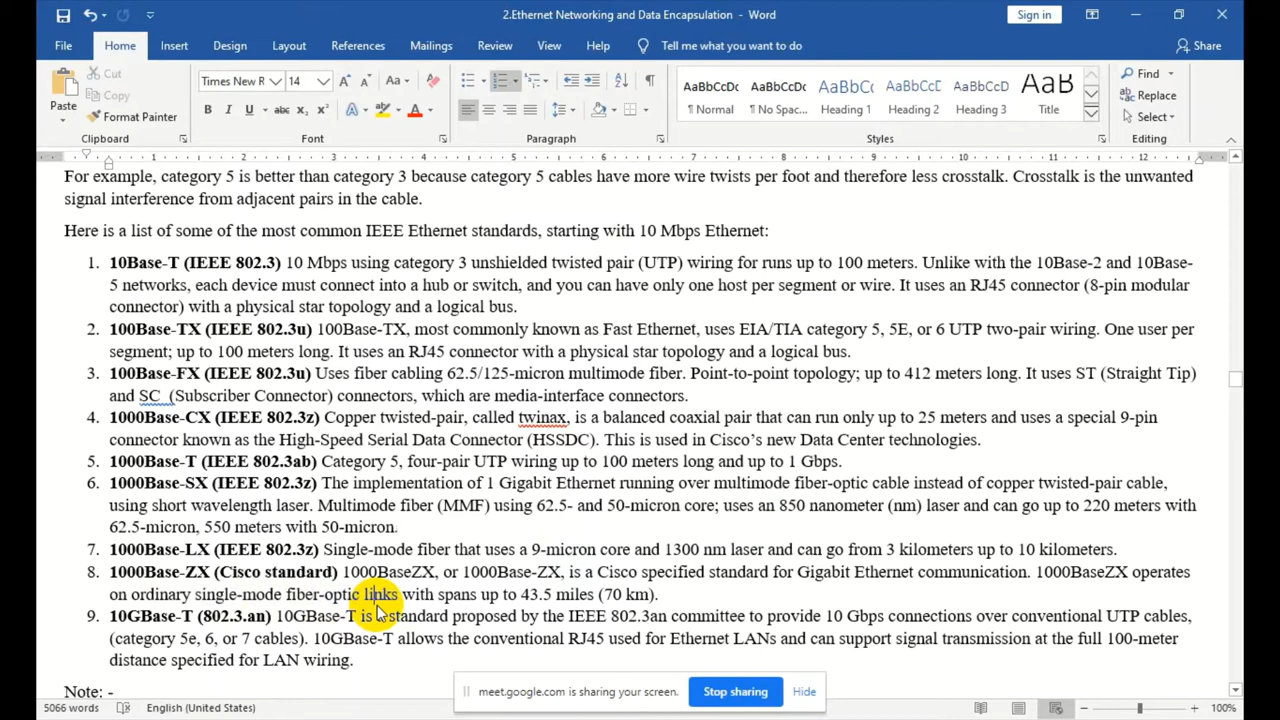 2.Ethernet Networking and Data Encapsulation - Word
Sign in
File Home Insert Design Layout References Mailings Review View Help Tell me what you want to do Share
Paste
Cut
Copy
Format Painter
Clipboard
Times New R 14
Font
Paragraph
AaBbCcDc AaBbCcDc AaBbC AaBbCc AaBbCcD AaB
¶ Normal ¶ No Spac... Heading 1 Heading 2 Heading 3 Title
Styles
Find
Replace
Select
Editing
1 2 3 4 5 6 7 8 9 10 11 12
For example, category 5 is better than category 3 because category 5 cables have more wire twists per foot and therefore less crosstalk. Crosstalk is the unwanted
signal interference from adjacent pairs in the cable.
Here is a list of some of the most common IEEE Ethernet standards, starting with 10 Mbps Ethernet:
1. 10Base-T (IEEE 802.3) 10 Mbps using category 3 unshielded twisted pair (UTP) wiring for runs up to 100 meters. Unlike with the 10Base-2 and 10Base-
5 networks, each device must connect into a hub or switch, and you can have only one host per segment or wire. It uses an RJ45 connector (8-pin modular
connector) with a physical star topology and a logical bus.
2. 100Base-TX (IEEE 802.3u) 100Base-TX, most commonly known as Fast Ethernet, uses EIA/TIA category 5, 5E, or 6 UTP two-pair wiring. One user per
segment; up to 100 meters long. It uses an RJ45 connector with a physical star topology and a logical bus.
3. 100Base-FX (IEEE 802.3u) Uses fiber cabling 62.5/125-micron multimode fiber. Point-to-point topology; up to 412 meters long. It uses ST (Straight Tip)
and SC (Subscriber Connector) connectors, which are media-interface connectors.
4. 1000Base-CX (IEEE 802.3z) Copper twisted-pair, called twinax, is a balanced coaxial pair that can run only up to 25 meters and uses a special 9-pin
connector known as the High-Speed Serial Data Connector (HSSDC). This is used in Cisco's new Data Center technologies.
5. 1000Base-T (IEEE 802.3ab) Category 5, four-pair UTP wiring up to 100 meters long and up to 1 Gbps.
6. 1000Base-SX (IEEE 802.3z) The implementation of 1 Gigabit Ethernet running over multimode fiber-optic cable instead of copper twisted-pair cable,
using short wavelength laser. Multimode fiber (MMF) using 62.5- and 50-micron core; uses an 850 nanometer (nm) laser and can go up to 220 meters with
62.5-micron, 550 meters with 50-micron.
7. 1000Base-LX (IEEE 802.3z) Single-mode fiber that uses a 9-micron core and 1300 nm laser and can go from 3 kilometers up to 10 kilometers.
8. 1000Base-ZX (Cisco standard) 1000BaseZX, or 1000Base-ZX, is a Cisco specified standard for Gigabit Ethernet communication. 1000BaseZX operates
on ordinary single-mode fiber-optic links with spans up to 43.5 miles (70 km).
9. 10GBase-T (802.3.an) 10GBase-T is a standard proposed by the IEEE 802.3an committee to provide 10 Gbps connections over conventional UTP cables,
(category 5e, 6, or 7 cables). 10GBase-T allows the conventional RJ45 used for Ethernet LANs and can support signal transmission at the full 100-meter
distance specified for LAN wiring.
Note: -
meet.google.com is sharing your screen. Stop sharing Hide
5066 words English (United States) 100%